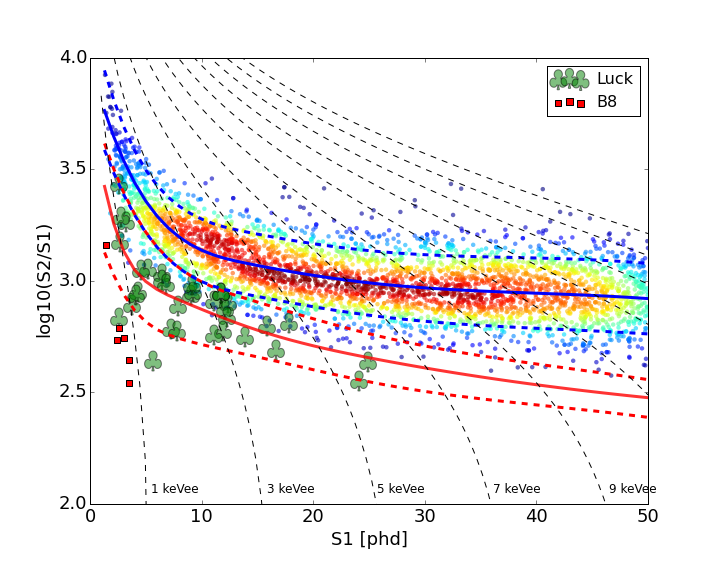 4.0
3.5
3.0
2.5
2.0
log10(S2/S1)
Luck
B8
1 keVee
3 keVee
5 keVee
7 keVee
9 keVee
0
10
20
30
40
50
S1 [phd]